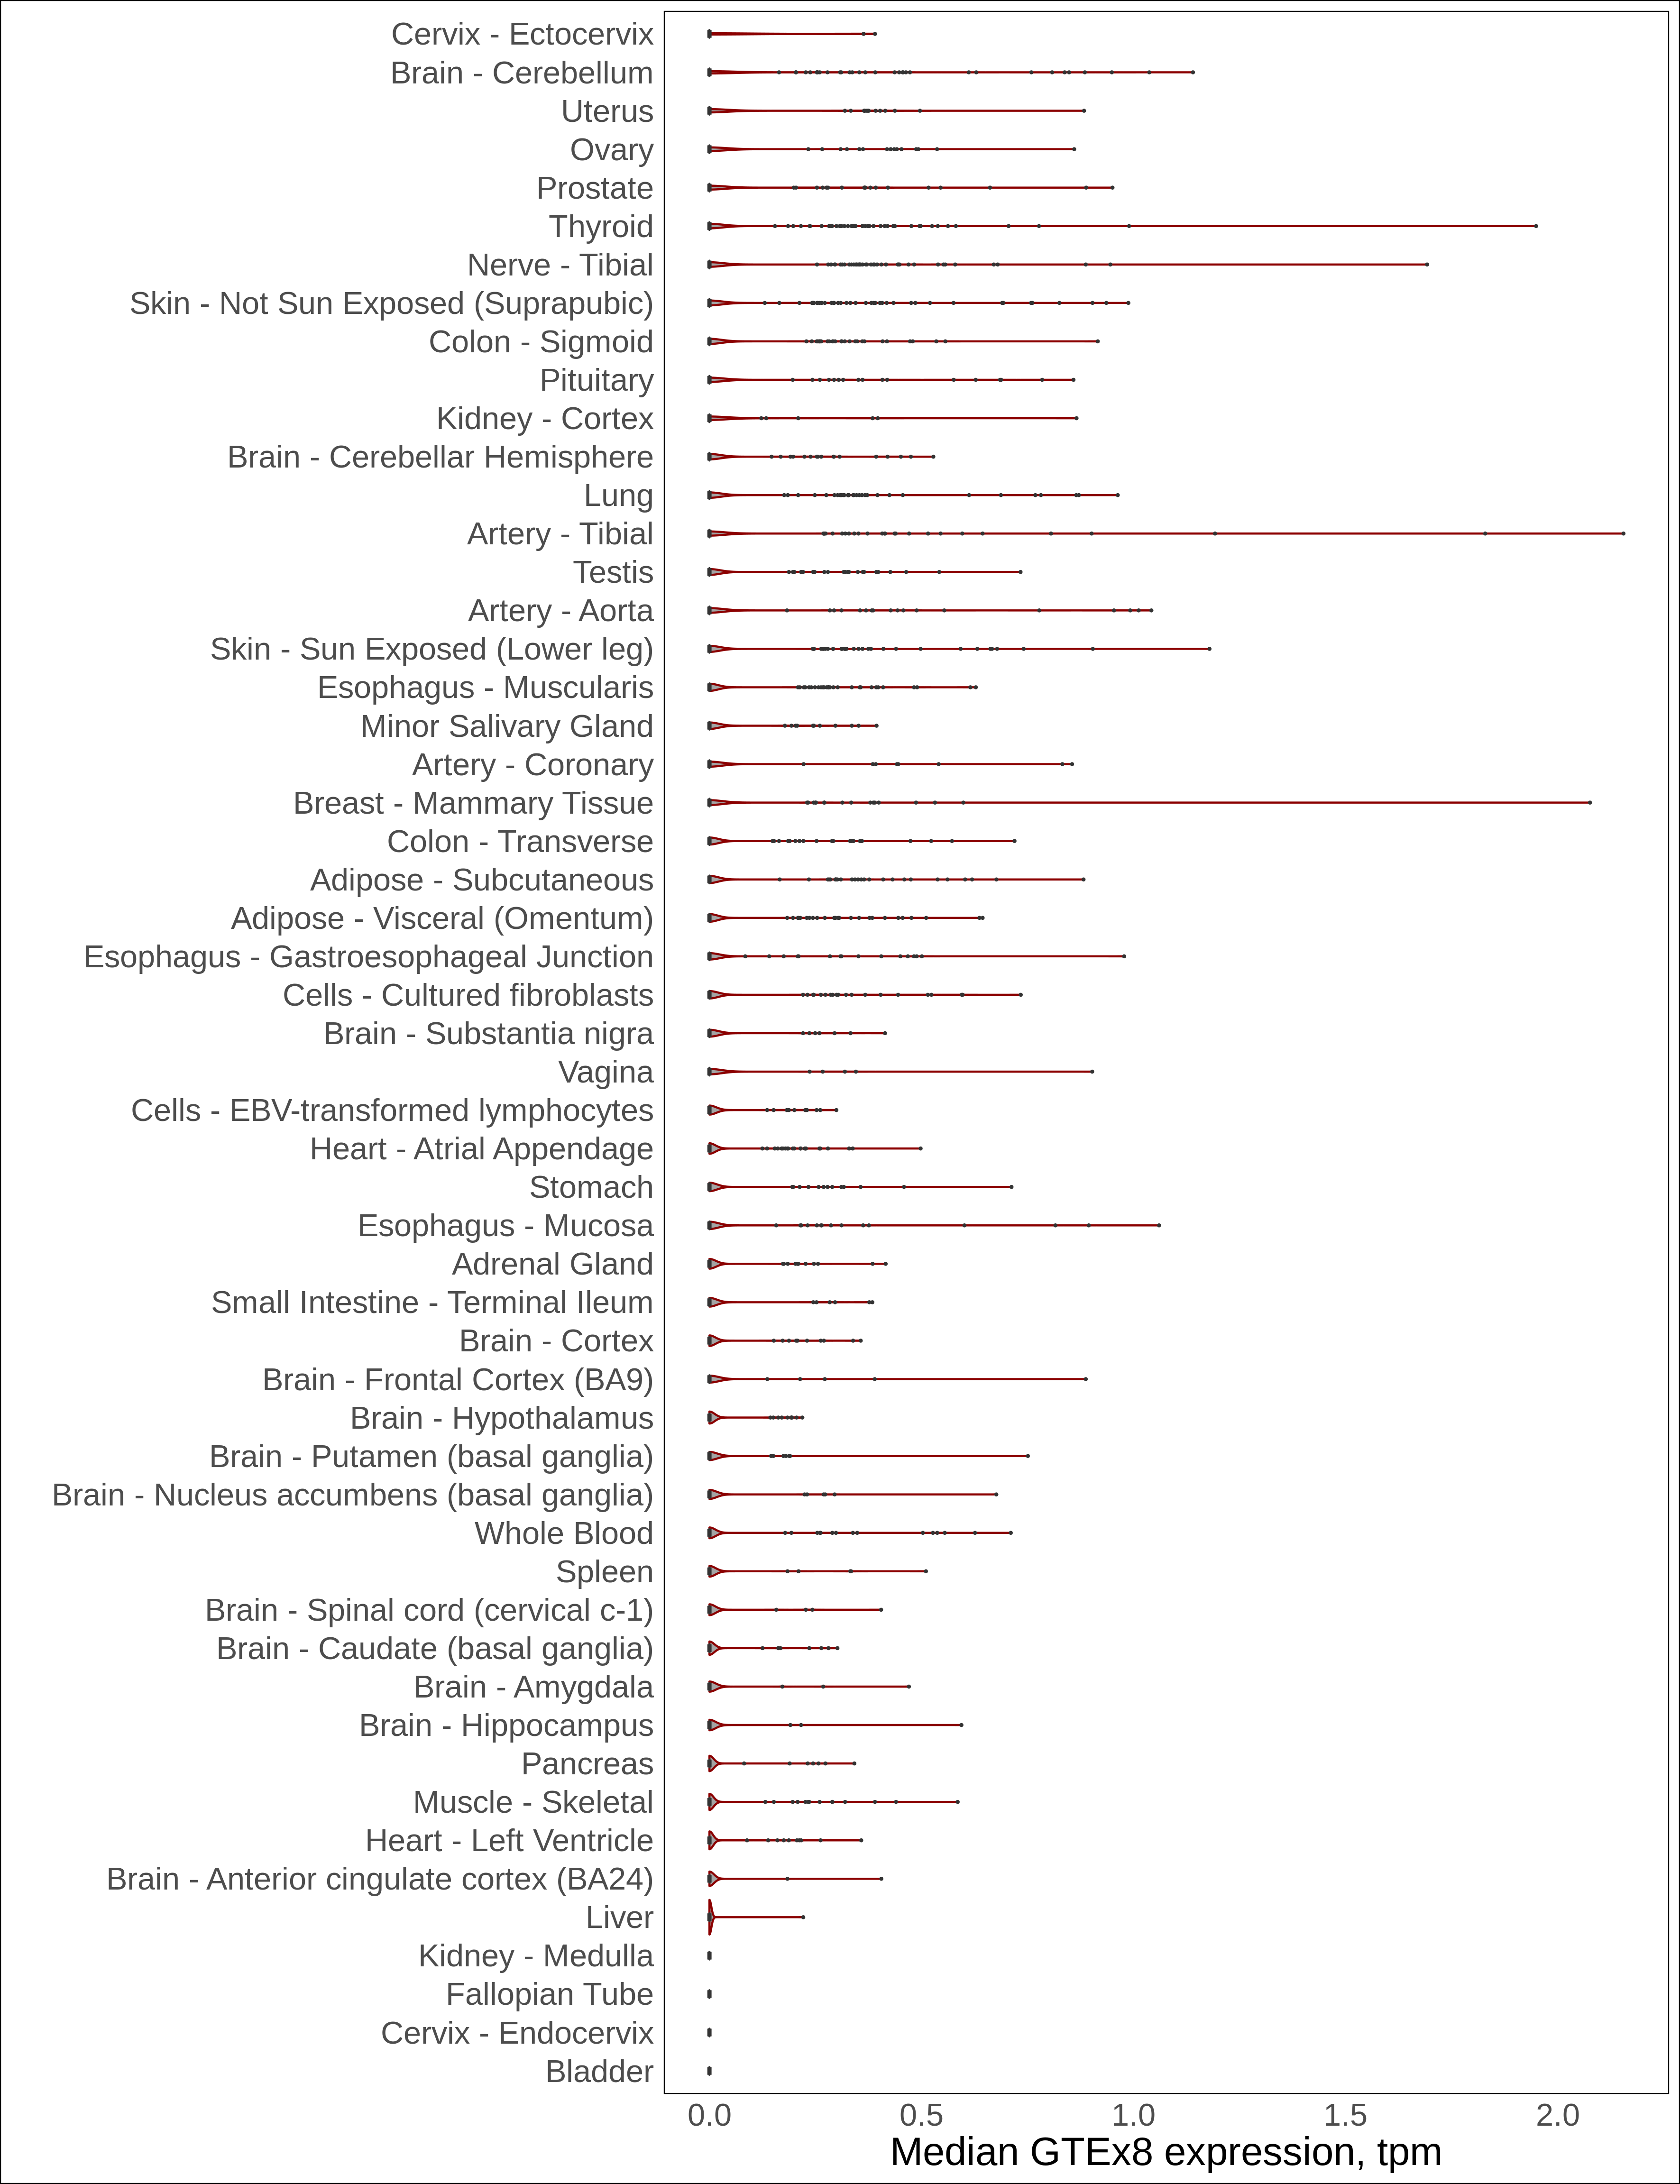 Cervix - Ectocervix
Brain - Cerebellum
Uterus
Ovary
Prostate
Thyroid
Nerve - Tibial
Skin - Not Sun Exposed (Suprapubic)
Colon - Sigmoid
Pituitary
Kidney - Cortex
Brain - Cerebellar Hemisphere
Lung
Artery - Tibial
Testis
Artery - Aorta
Skin - Sun Exposed (Lower leg)
Esophagus - Muscularis
Minor Salivary Gland
Artery - Coronary
Breast - Mammary Tissue
Colon - Transverse
Adipose - Subcutaneous
Adipose - Visceral (Omentum)
Esophagus - Gastroesophageal Junction
Cells - Cultured fibroblasts
Brain - Substantia nigra
Vagina
Cells - EBV-transformed lymphocytes
Heart - Atrial Appendage
Stomach
Esophagus - Mucosa
Adrenal Gland
Small Intestine - Terminal Ileum
Brain - Cortex
Brain - Frontal Cortex (BA9)
Brain - Hypothalamus
Brain - Putamen (basal ganglia)
Brain - Nucleus accumbens (basal ganglia)
Whole Blood
Spleen
Brain - Spinal cord (cervical c-1)
Brain - Caudate (basal ganglia)
Brain - Amygdala
Brain - Hippocampus
Pancreas
Muscle - Skeletal
Heart - Left Ventricle
Brain - Anterior cingulate cortex (BA24)
Liver
Kidney - Medulla
Fallopian Tube
Cervix - Endocervix
Bladder
0.0 0.5 1.0 1.5 2.0
Median GTEx8 expression, tpm